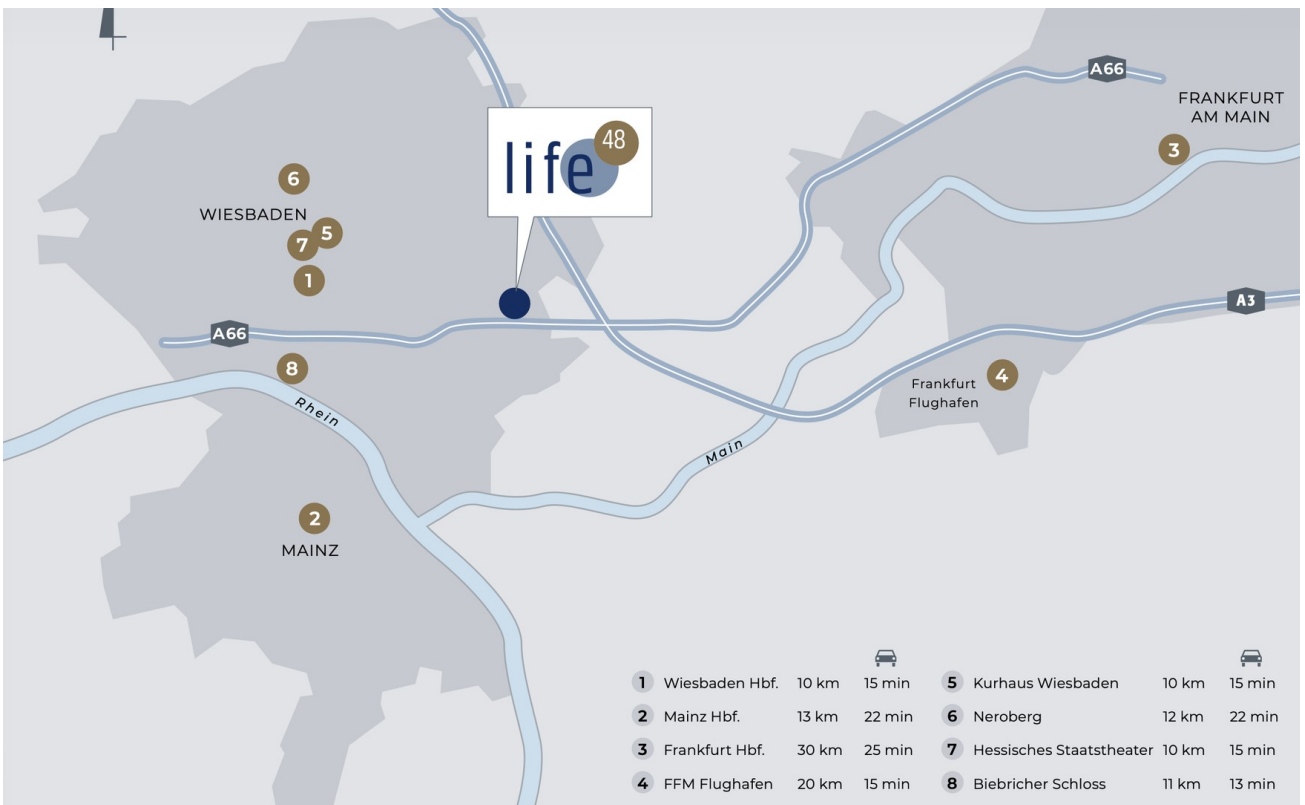 A66
FRANKFURT
AM MAIN
life 48
3
6
WIESBADEN
5
7
1
A3
A66
8
4
Frankfurt
Flughafen
Rhein
Main
2
MAINZ
1 Wiesbaden Hbf. 10 km 15 min
2 Mainz Hbf. 13 km 22 min
3 Frankfurt Hbf. 30 km 25 min
4 FFM Flughafen 20 km 15 min
5 Kurhaus Wiesbaden 10 km 15 min
6 Neroberg 12 km 22 min
7 Hessisches Staatstheater 10 km 15 min
8 Biebricher Schloss 11 km 13 min